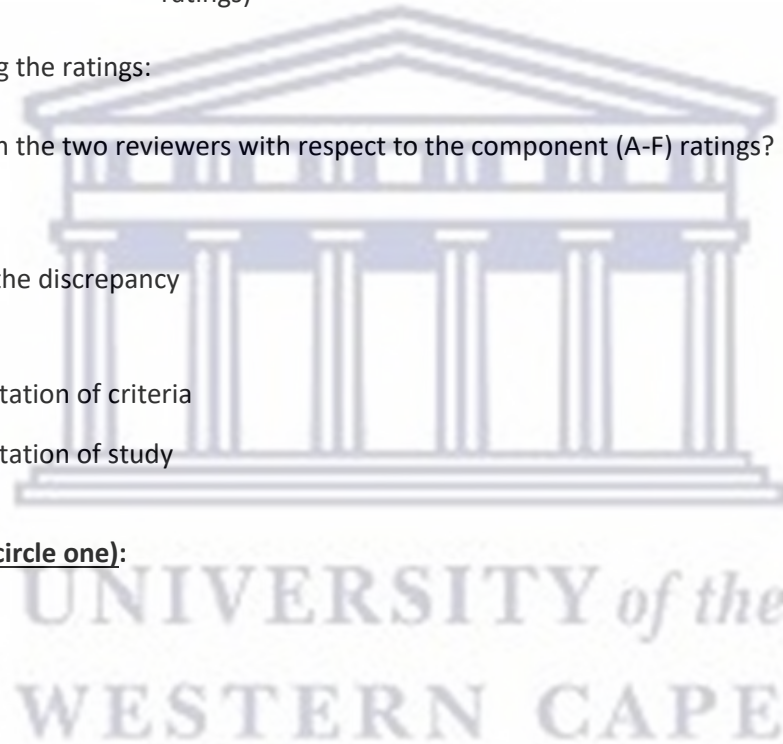 ratings)
g the ratings:
n the two reviewers with respect to the component (A-F) ratings?
the discrepancy
tation of criteria
tation of study
circle one):
UNIVERSITY of the
WESTERN CAPE